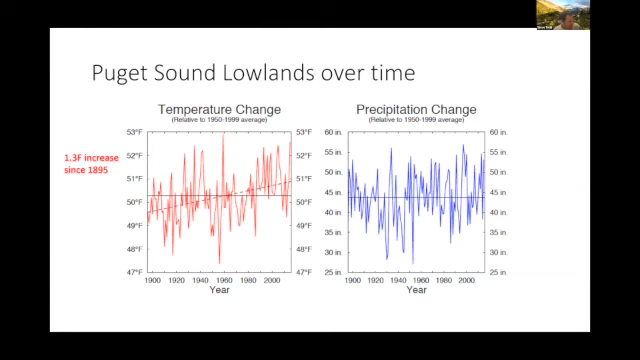 Puget Sound Lowlands over time
1.3F increase
since 1895
Temperature Change
(Relative to 1950-1999 average)
53°F
52°F
51°F
50°F
49°F
48°F
47°F
53°F
52°F
51°F
50°F
49°F
48°F
47°F
1900 1920 1940 1960 1980 2000
Year
Precipitation Change
(Relative to 1950-1999 average)
60 in.
55 in.
50 in.
45 in.
40 in.
35 in.
30 in.
25 in.
60 in.
55 in.
50 in.
45 in.
40 in.
35 in.
30 in.
25 in.
1900 1920 1940 1960 1980 2000
Year